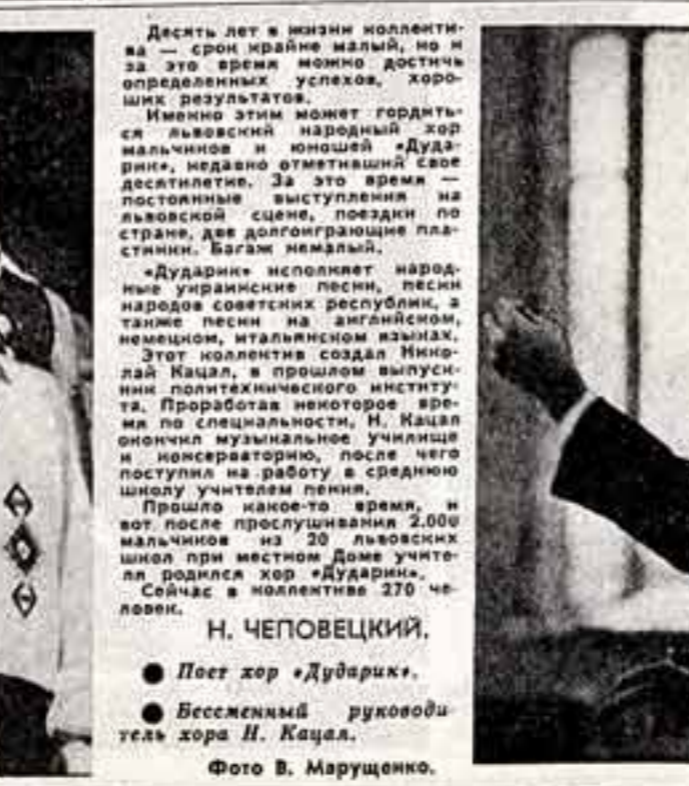 Десять лет в жизни коллекти-
ва — срок крайне малый, но и
за это время можно достичь
определенных успехов, хоро-
ших результатов.
Именно этим может гордить-
ся львовский народный хор
мальчиков и юношей «Дуда-
рик», недавно отметивший свое
десятилетие. За это время —
постоянные выступления на
львовской сцене, поездки по
стране, две долгоиграющие пла-
стинки. Багаж немалый.
«Дударик» исполняет народ-
ные украинские песни, песни
народов советских республик, а
также песни на английском,
немецком, итальянском языках.
Этот коллектив создал Нико-
лай Кацал, в прошлом выпуск-
ник политехнического институ-
та. Проработав некоторое вре-
мя по специальности, Н. Кацал
окончил музыкальное училище
и консерваторию, после чего
поступил на работу в среднюю
школу учителем пения.
Прошло какое-то время, и
вот после прослушивания 2.000
мальчиков из 20 львовских
школ при местном Доме учите-
ля родился хор «Дударик».
Сейчас в коллективе 270 че-
ловек.
Н. ЧЕПОВЕЦКИЙ.
● Поет хор «Дударик».
● Бессменный руководи-
тель хора Н. Кацал.
Фото В. Марущенко.